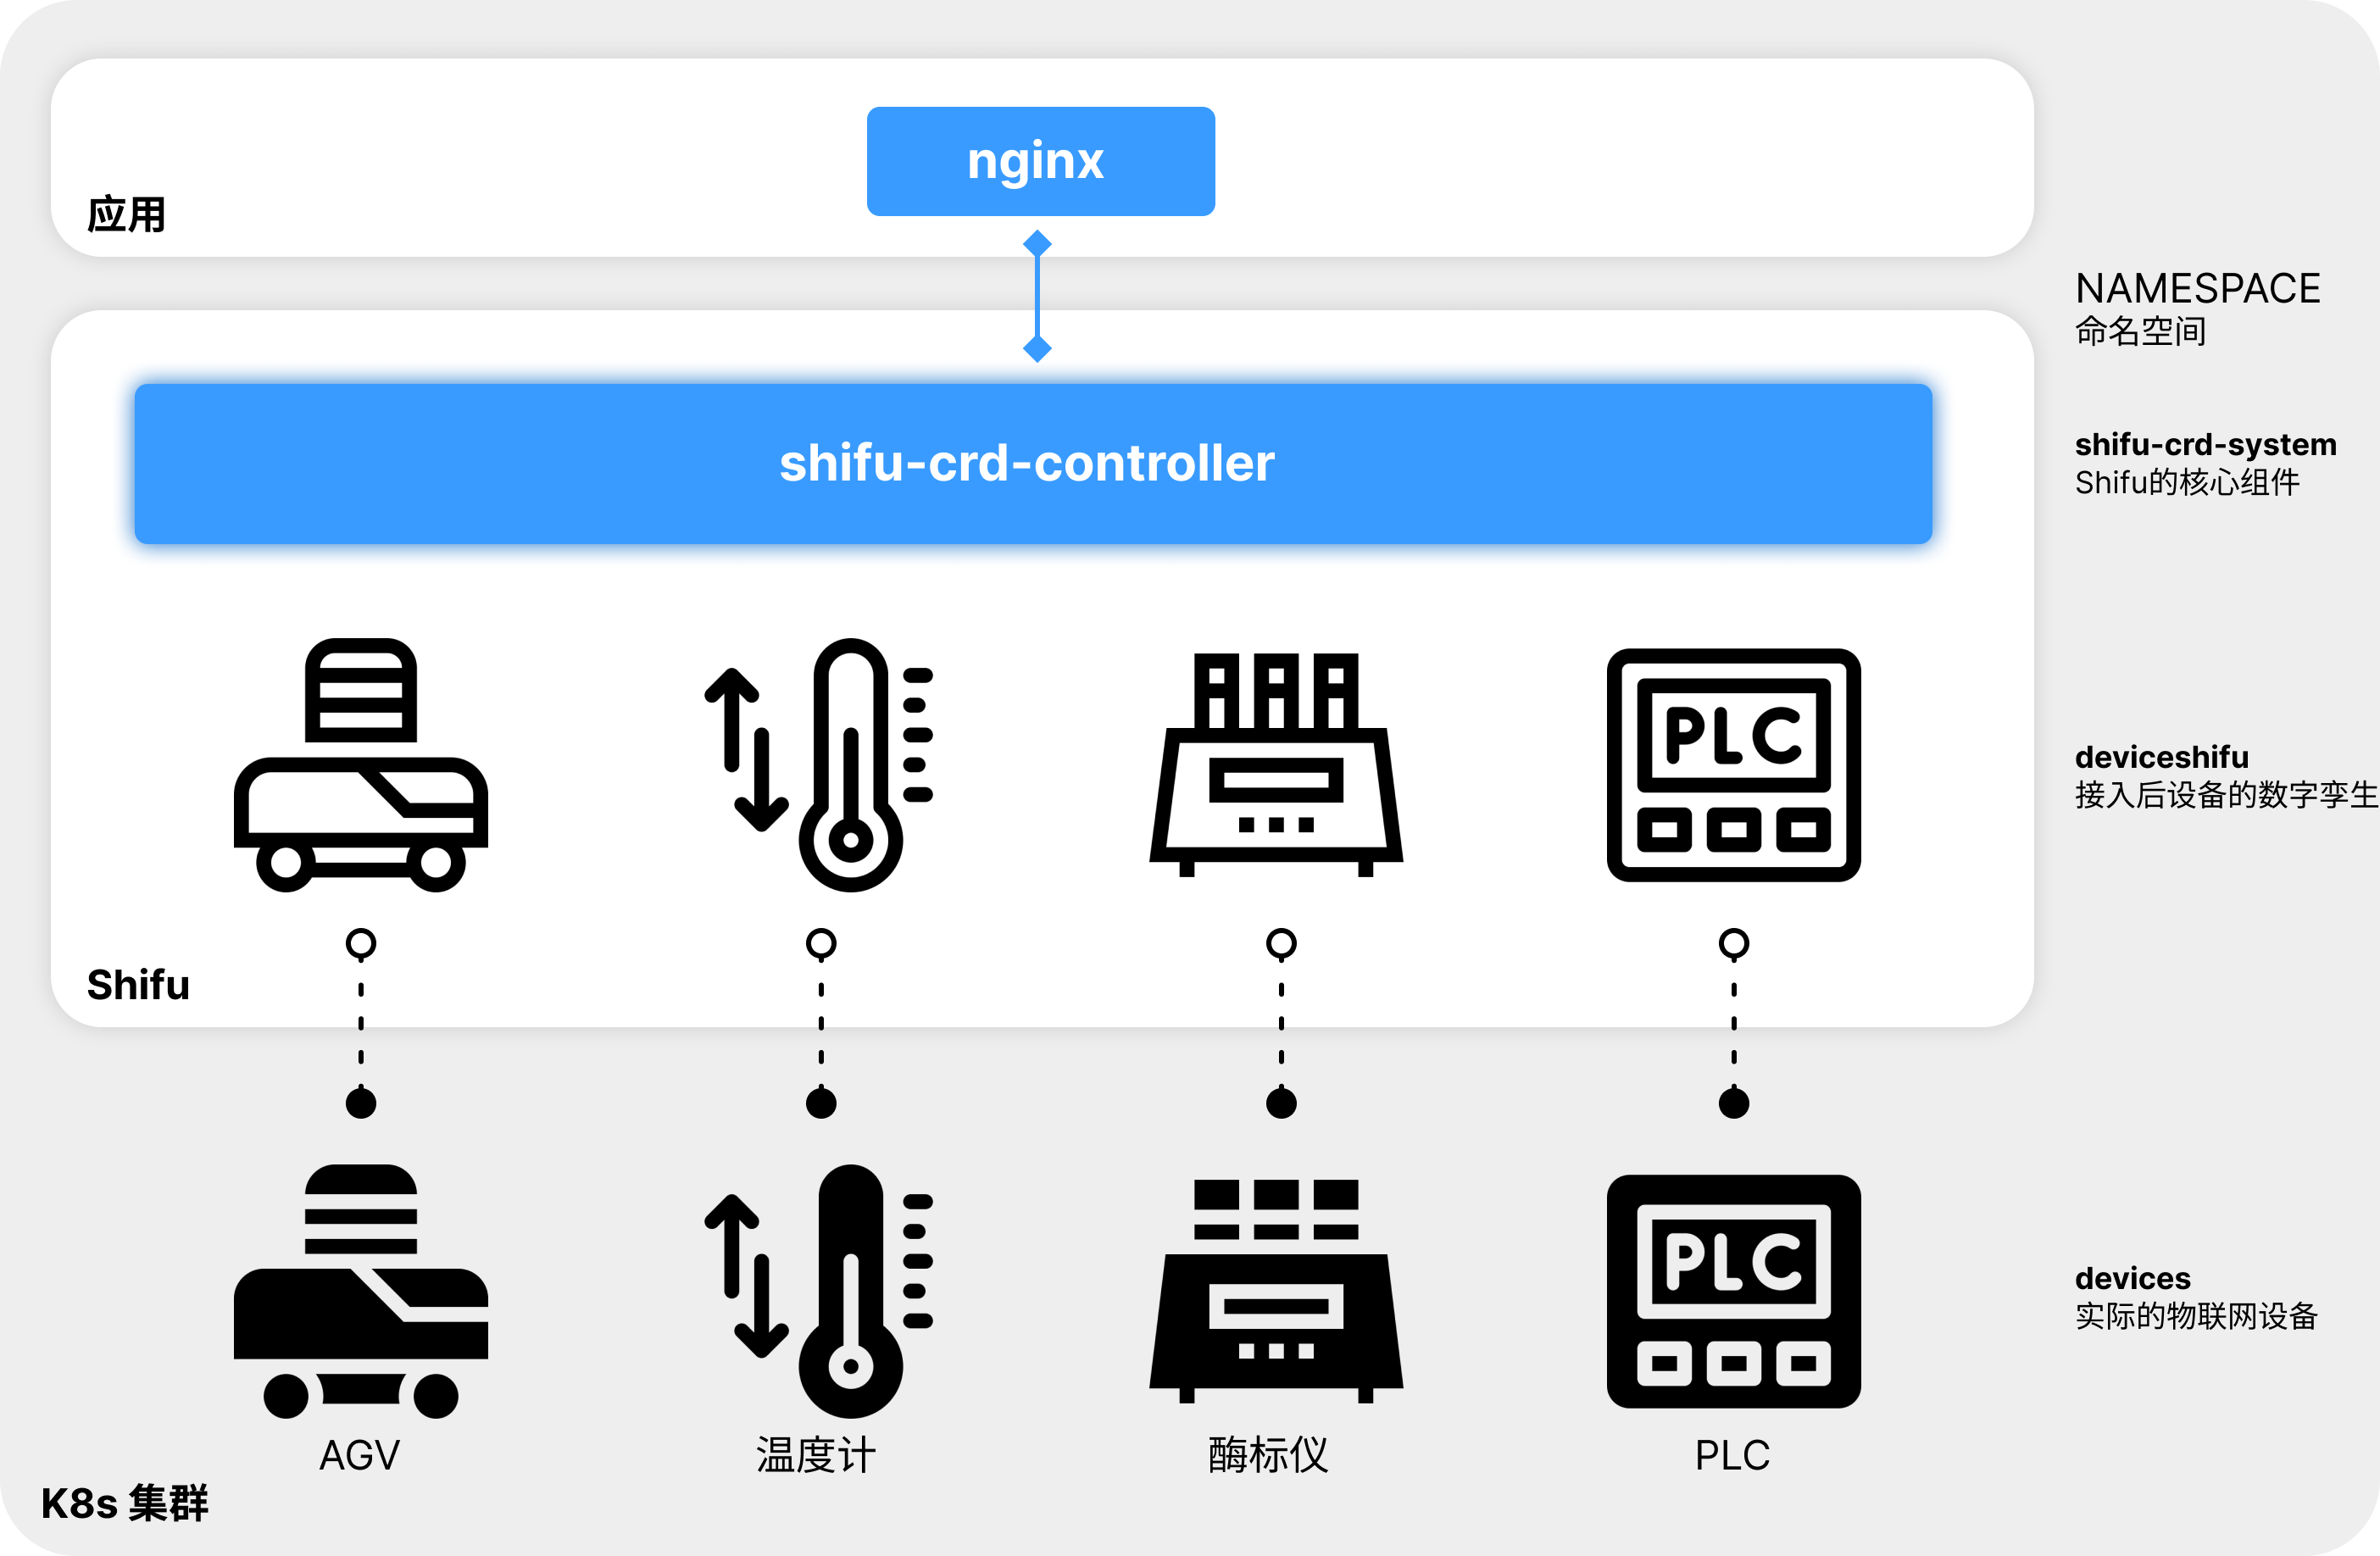 nginx
应用
NAMESPACE
命名空间
shifu-crd-controller
shifu-crd-system
Shifu的核心组件
PLC
deviceshifu
接入后设备的数字孪生
Shifu
PLC
devices
实际的物联网设备
AGV
温度计
酶标仪
PLC
K8s 集群